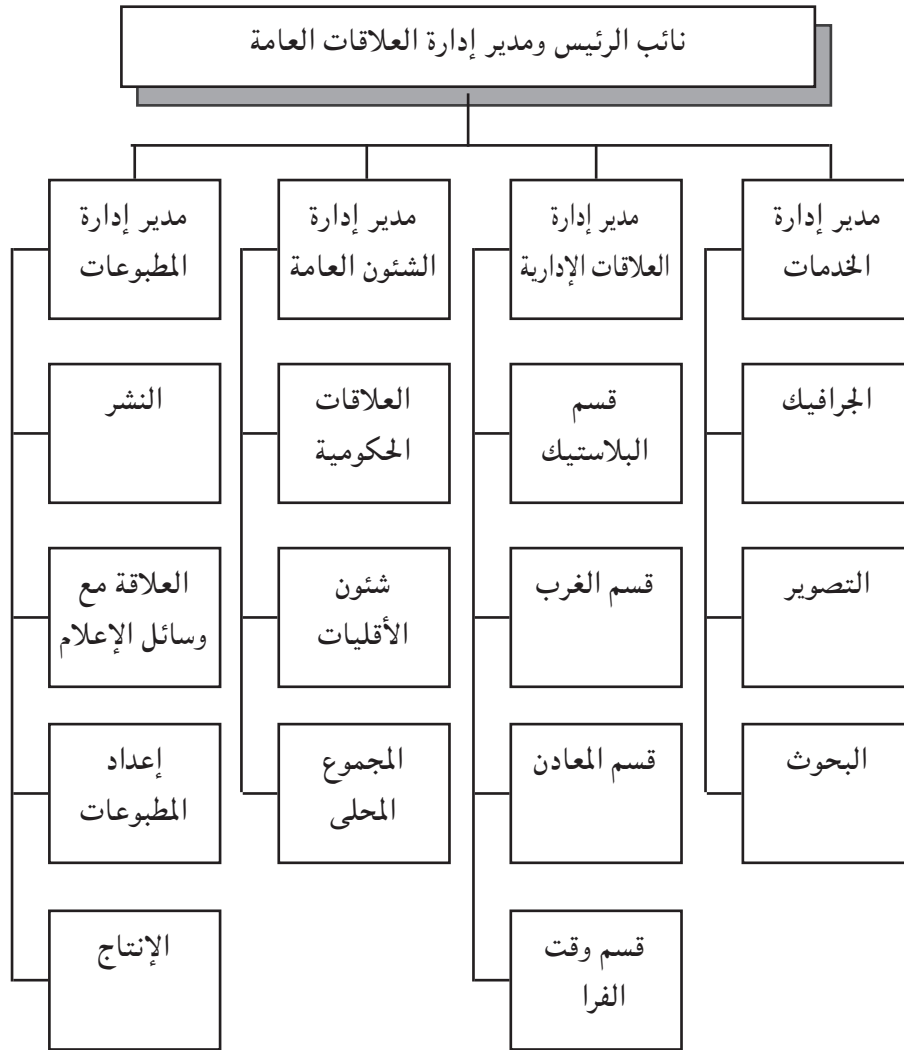 نائب الرئيس ومدير إدارة العلاقات العامة
مدير إدارة
الخدمات
مدير إدارة
العلاقات الإدارية
مدير إدارة
الشئون العامة
مدير إدارة
المطبوعات
الجرافيك
قسم
البلاستيك
العلاقات
الحكومية
النشر
التصوير
قسم الغرب
شئون
الأقليات
العلاقة مع
وسائل الإعلام
البحوث
قسم المعادن
المجموع
المحلى
إعداد
المطبوعات
قسم وقت
الفرا
الإنتاج